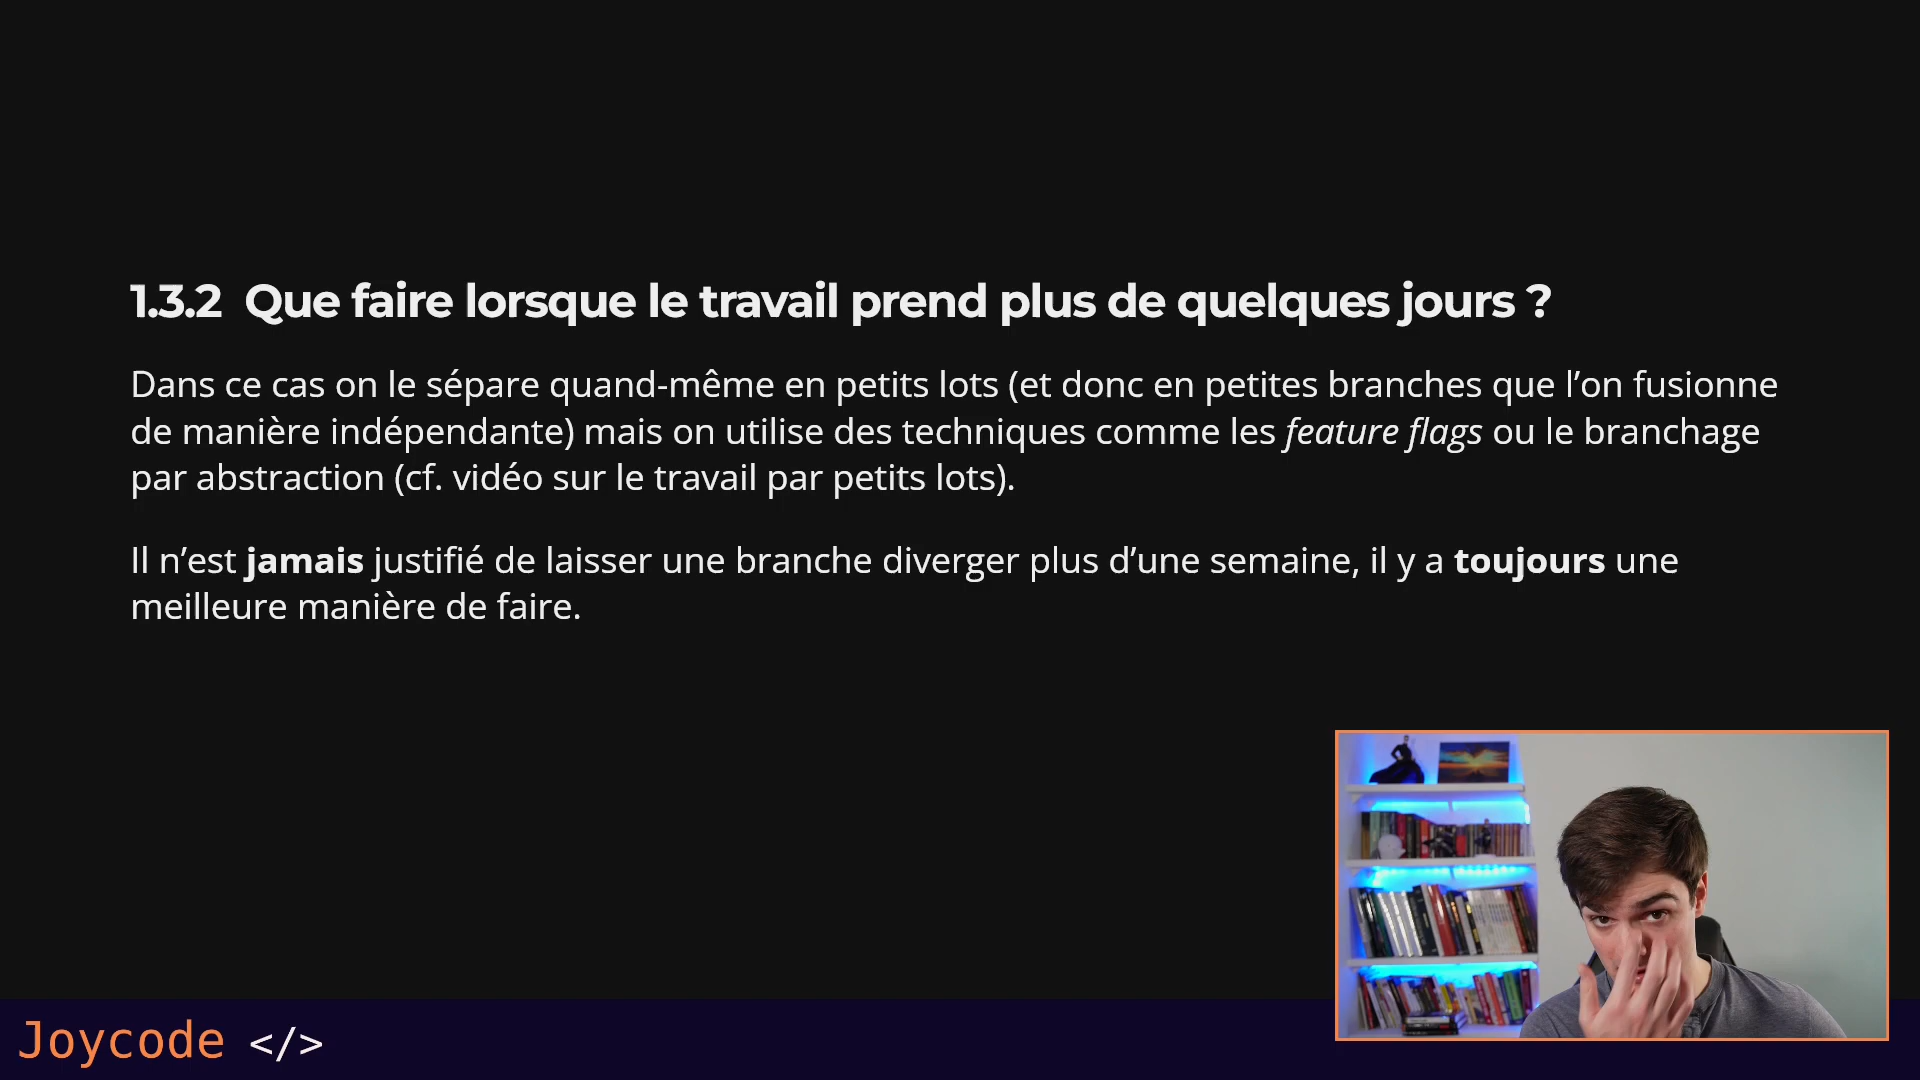 1.3.2 Que faire lorsque le travail prend plus de quelques jours ?
Dans ce cas on le sépare quand-même en petits lots (et donc en petites branches que l’on fusionne
de manière indépendante) mais on utilise des techniques comme les feature flags ou le branchage
par abstraction (cf. vidéo sur le travail par petits lots).
Il n’est jamais justifié de laisser une branche diverger plus d’une semaine, il y a toujours une
meilleure manière de faire.
Joycode </>